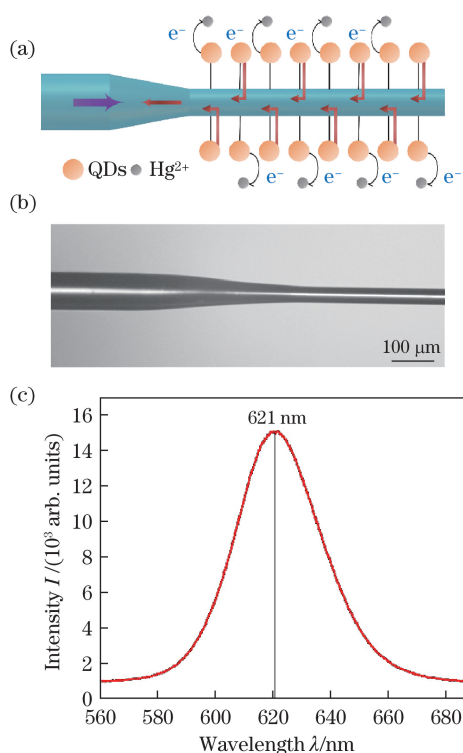 (a)
e⁻ e⁻ e⁻ e⁻
QDs Hg²⁺
e⁻ e⁻ e⁻ e⁻
(b)
100 μm
(c)
621 nm
16
14
12
10
8
6
4
2
0
Intensity I /(10³ arb. units)
560 600 620 640 660 680
Wavelength λ/nm